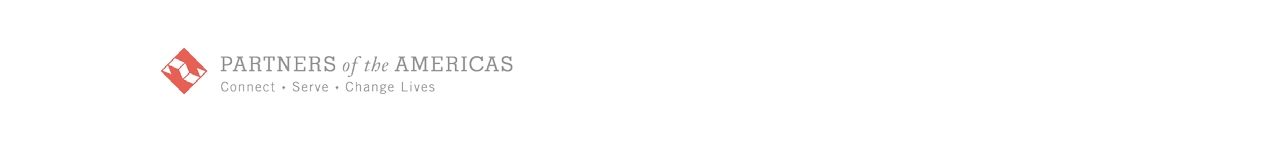 PARTNERS of the AMERICAS
Connect • Serve • Change Lives